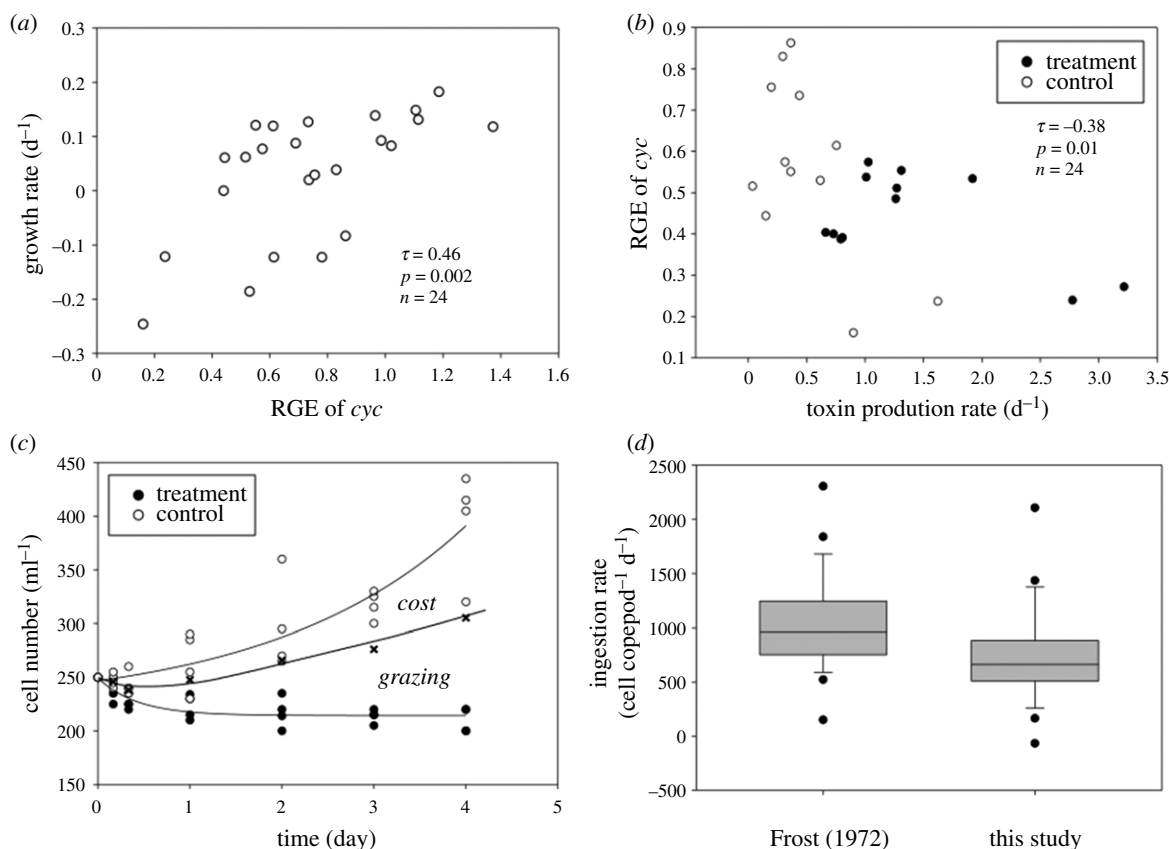 (a)
0.3
0.2
0.1
0
–0.1
–0.2
–0.3
growth rate (d–1)
τ = 0.46
p = 0.002
n = 24
0 0.2 0.4 0.6 0.8 1.0 1.2 1.4 1.6
RGE of cyc
(b)
0.9
0.8
0.7
0.6
0.5
0.4
0.3
0.2
0.1
RGE of cyc
treatment
control
τ = –0.38
p = 0.01
n = 24
0 0.5 1.0 1.5 2.0 2.5 3.0 3.5
toxin prodution rate (d–1)
(c)
450
400
350
300
250
200
150
cell number (ml–1)
treatment
control
cost
grazing
0 1 2 3 4 5
time (day)
(d)
2500
2000
1500
1000
500
0
–500
ingestion rate
(cell copepod–1 d–1)
Frost (1972) this study